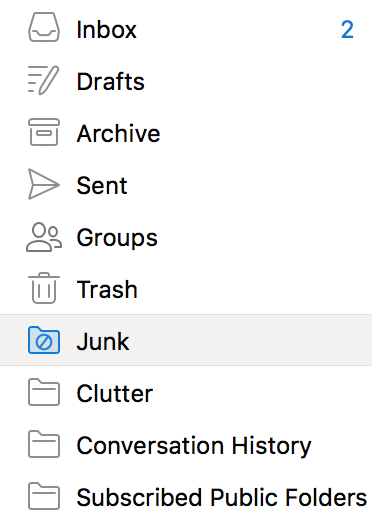 Inbox 2
Drafts
Archive
Sent
Groups
Trash
Junk
Clutter
Conversation History
Subscribed Public Folders